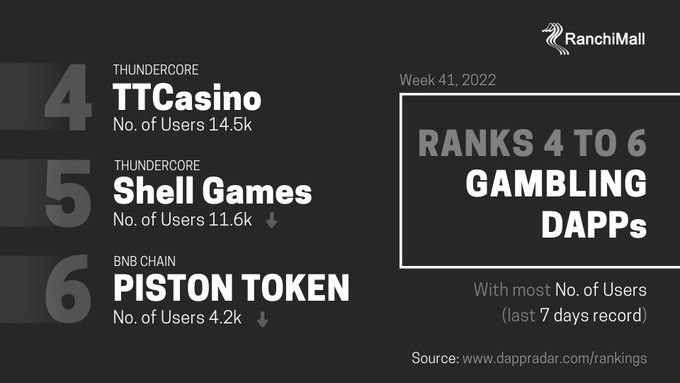 RanchiMall
4
THUNDERCORE
TTCasino
No. of Users 14.5k
5
THUNDERCORE
Shell Games
No. of Users 11.6k
6
BNB CHAIN
PISTON TOKEN
No. of Users 4.2k
Week 41, 2022
RANKS 4 TO 6
GAMBLING
DAPPs
With most No. of Users
(last 7 days record)
Source: www.dappradar.com/rankings